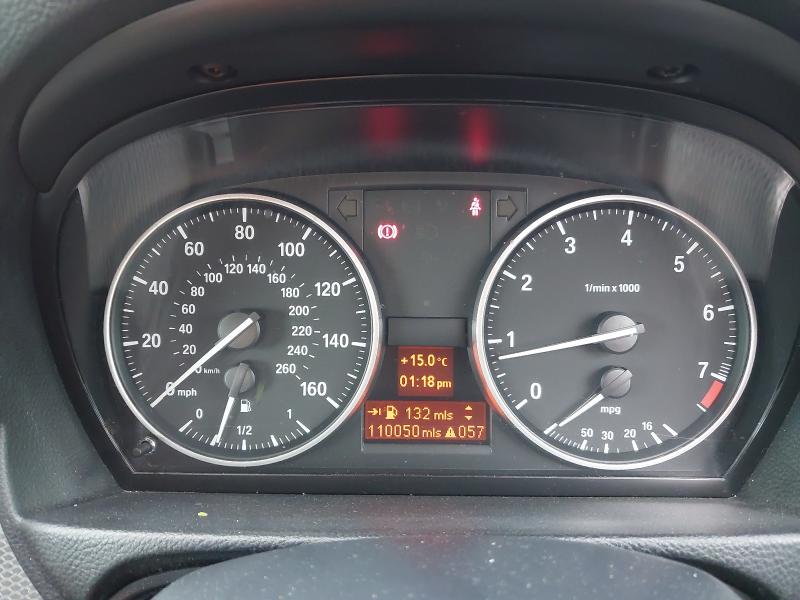 0 20 40 60 80 100 120 140 160
mph
20 40 60 80 100 120 140 160 180 200 220 240 260
km/h
0 1/2 1
+15.0°C
01:18 pm
132 mls
110050 mls 057
0 1 2 3 4 5 6 7
1/min x 1000
50 30 20 16
mpg